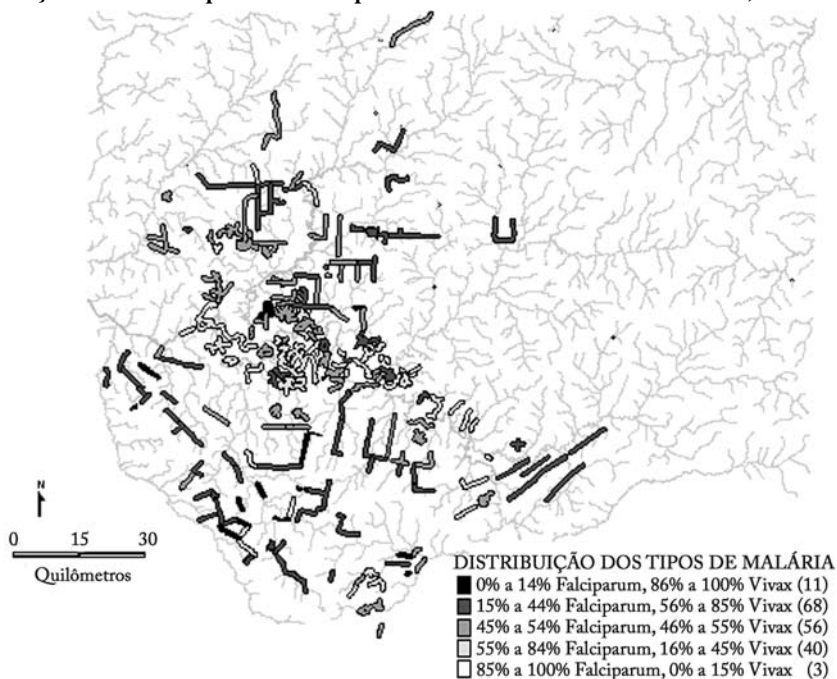 N
0 15 30
Quilômetros
DISTRIBUIÇÃO DOS TIPOS DE MALÁRIA
0% a 14% Falciparum, 86% a 100% Vivax (11)
15% a 44% Falciparum, 56% a 85% Vivax (68)
45% a 54% Falciparum, 46% a 55% Vivax (56)
55% a 84% Falciparum, 16% a 45% Vivax (40)
85% a 100% Falciparum, 0% a 15% Vivax (3)